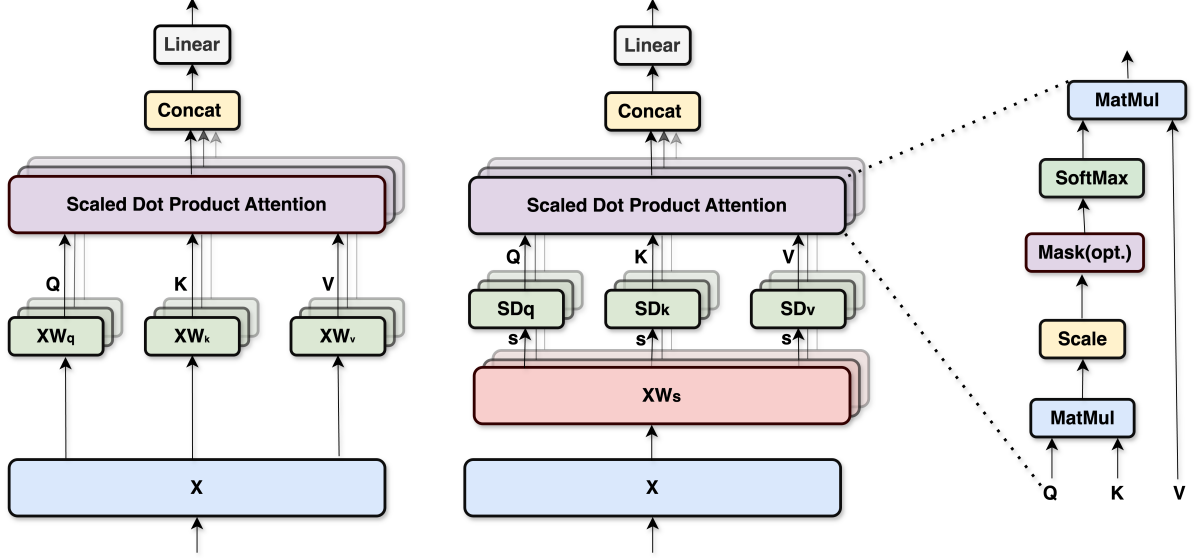 Linear
Concat
Scaled Dot Product Attention
Q
K
V
XWq
XWk
XWv
X
Linear
Concat
Scaled Dot Product Attention
Q
K
V
SDq
SDk
SDv
s
s
s
XWs
X
MatMul
SoftMax
Mask(opt.)
Scale
MatMul
Q
K
V